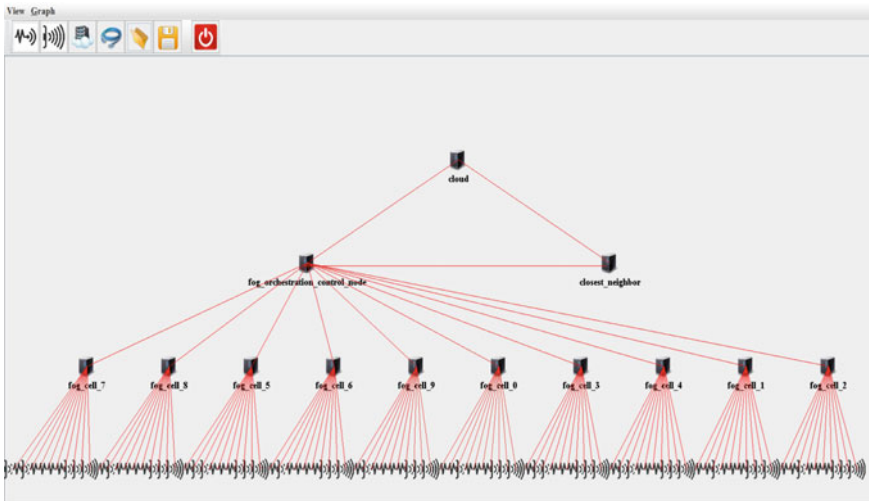 View Graph
cloud
fog_orchestration_control_node
closest_neighbor
fog_cell_7
fog_cell_8
fog_cell_5
fog_cell_6
fog_cell_9
fog_cell_0
fog_cell_3
fog_cell_4
fog_cell_1
fog_cell_2